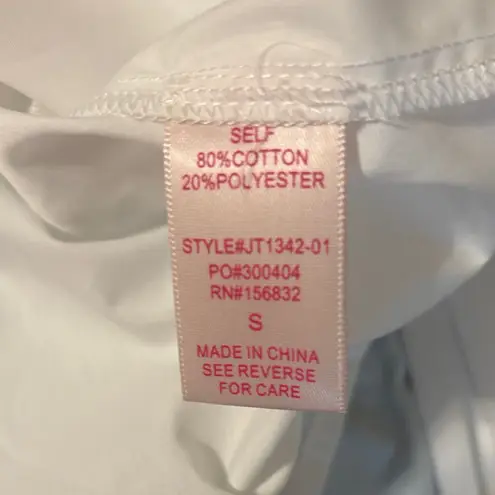 SELF
80%COTTON
20%POLYESTER
STYLE#JT1342-01
PO#300404
RN#156832
S
MADE IN CHINA
SEE REVERSE
FOR CARE